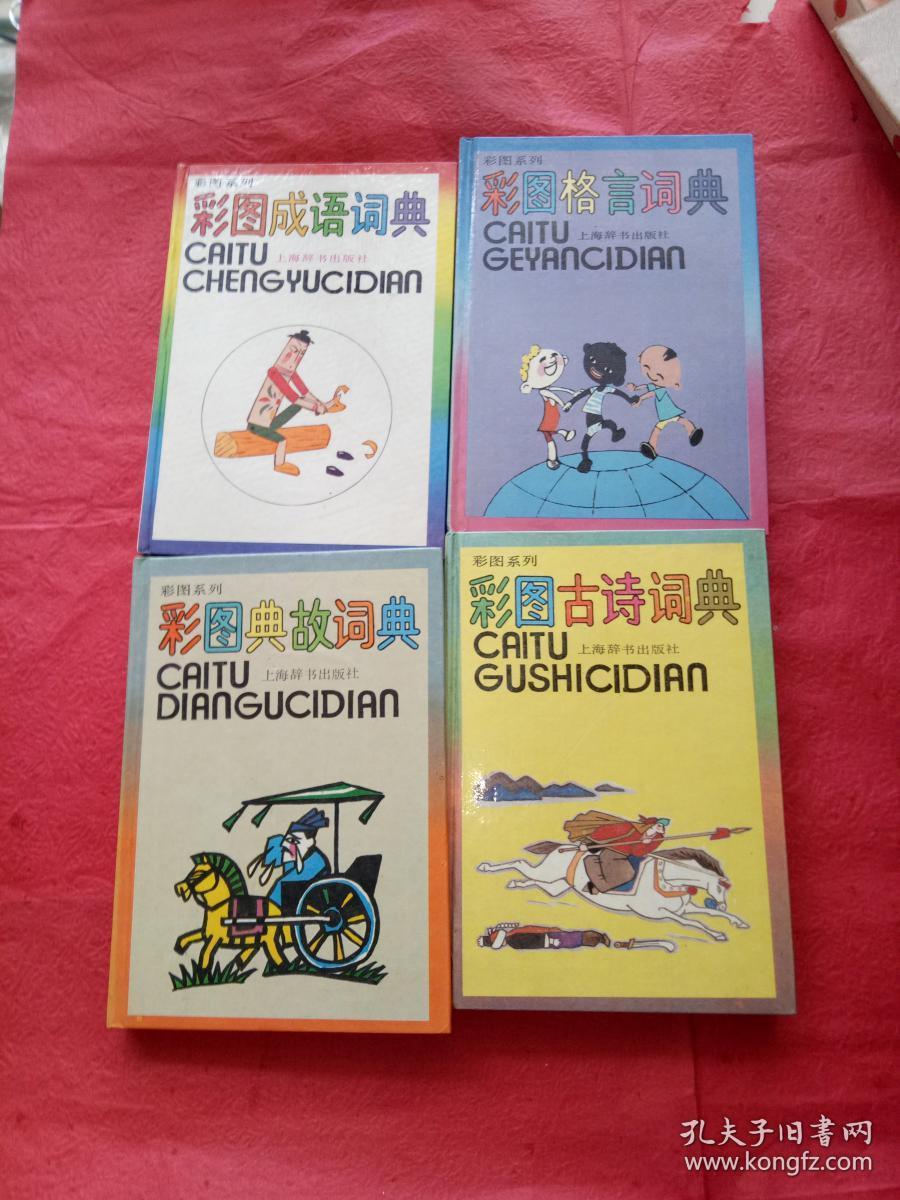 彩图系列
彩图成语词典
CAITU 上海辞书出版社
CHENGYUCIDIAN
彩图系列
彩图格言词典
CAITU 上海辞书出版社
GEYANCIDIAN
彩图系列
彩图典故词典
CAITU 上海辞书出版社
DIANGUCIDIAN
彩图系列
彩图古诗词典
CAITU 上海辞书出版社
GUSHICIDIAN
孔夫子旧书网
www.kongfz.com